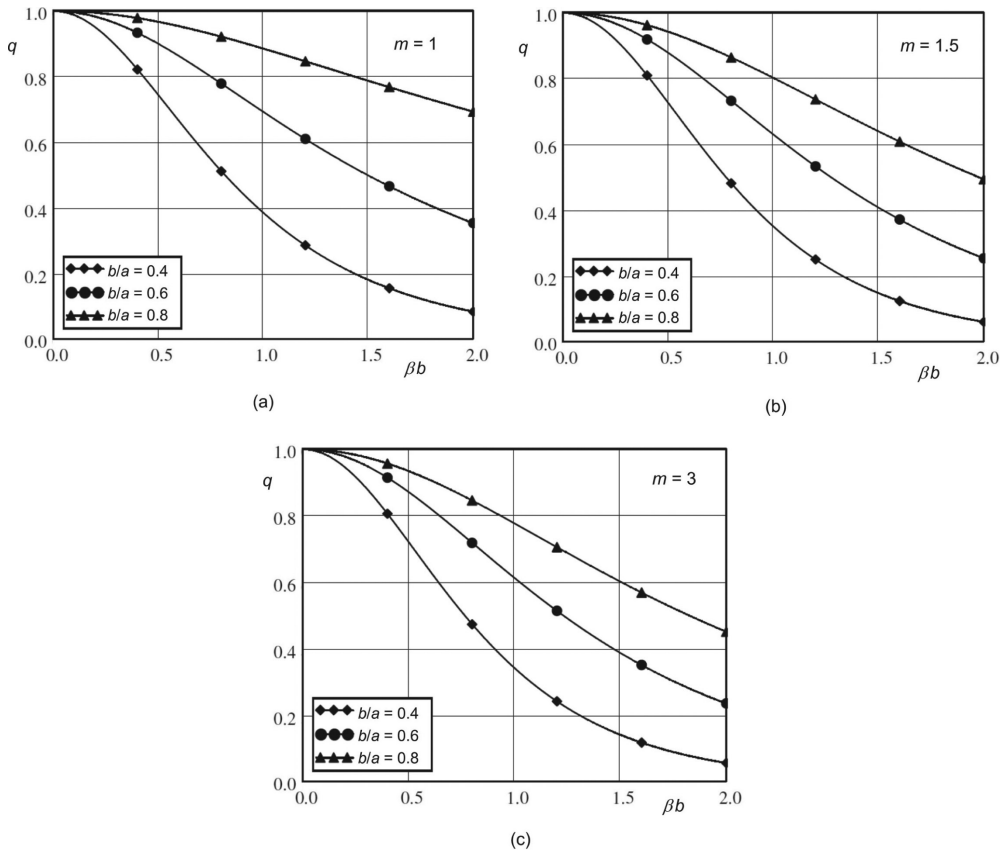 1.0
q
m = 1
0.8
0.6
0.4
0.2
0.0
b/a = 0.4
b/a = 0.6
b/a = 0.8
0.0 0.5 1.0 1.6 2.0
βb
(a)
1.0
q
m = 1.5
0.8
0.6
0.4
0.2
0.0
b/a = 0.4
b/a = 0.6
b/a = 0.8
0.0 0.5 1.0 1.5 2.0
βb
(b)
1.0
q
m = 3
0.8
0.6
0.4
0.2
0.0
b/a = 0.4
b/a = 0.6
b/a = 0.8
0.0 0.5 1.0 1.5 2.0
βb
(c)